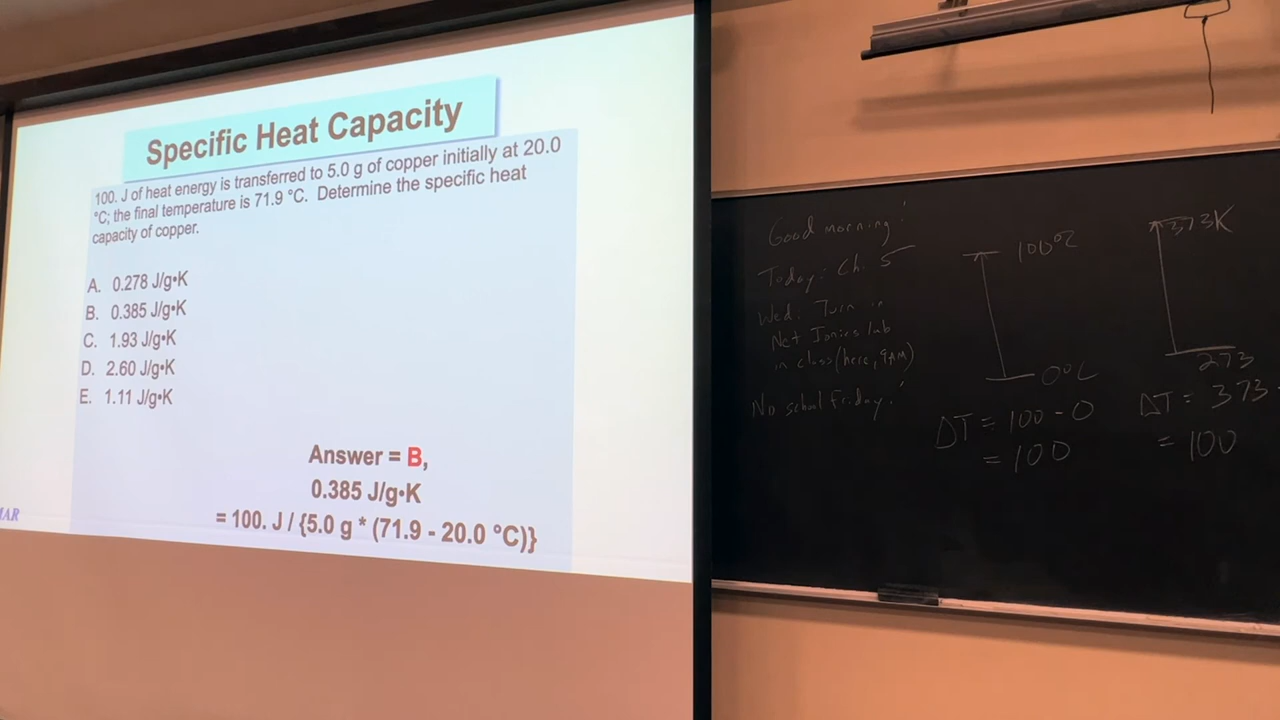 Specific Heat Capacity
100. J of heat energy is transferred to 5.0 g of copper initially at 20.0
°C; the final temperature is 71.9 °C. Determine the specific heat
capacity of copper.
A. 0.278 J/g•K
B. 0.385 J/g•K
C. 1.93 J/g•K
D. 2.60 J/g•K
E. 1.11 J/g•K
Answer = B,
0.385 J/g•K
= 100. J / {5.0 g * (71.9 - 20.0 °C)}
MAR
Good morning!
Today: Ch. 5
Wed: Turn in
Net Ionics lab
in class (here, 9AM)
No school Friday!
100°C
0°C
ΔT = 100 - 0
= 100
373K
273
ΔT = 373
= 100